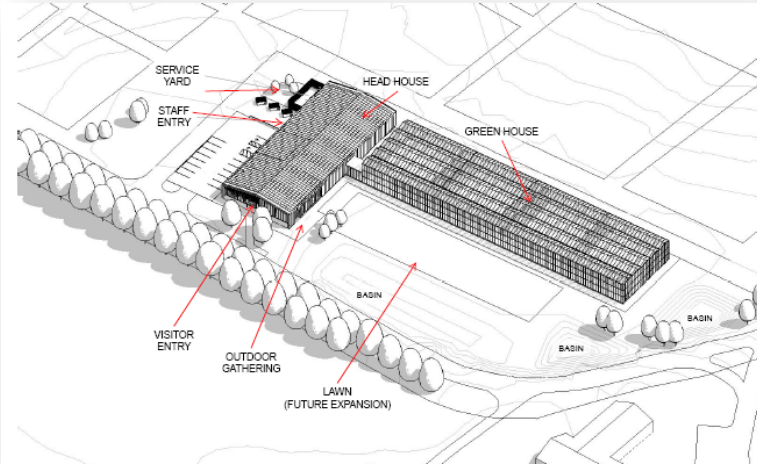 SERVICE
YARD
HEAD HOUSE
STAFF
ENTRY
GREEN HOUSE
BASIN
BASIN
BASIN
VISITOR
ENTRY
OUTDOOR
GATHERING
LAWN
(FUTURE EXPANSION)